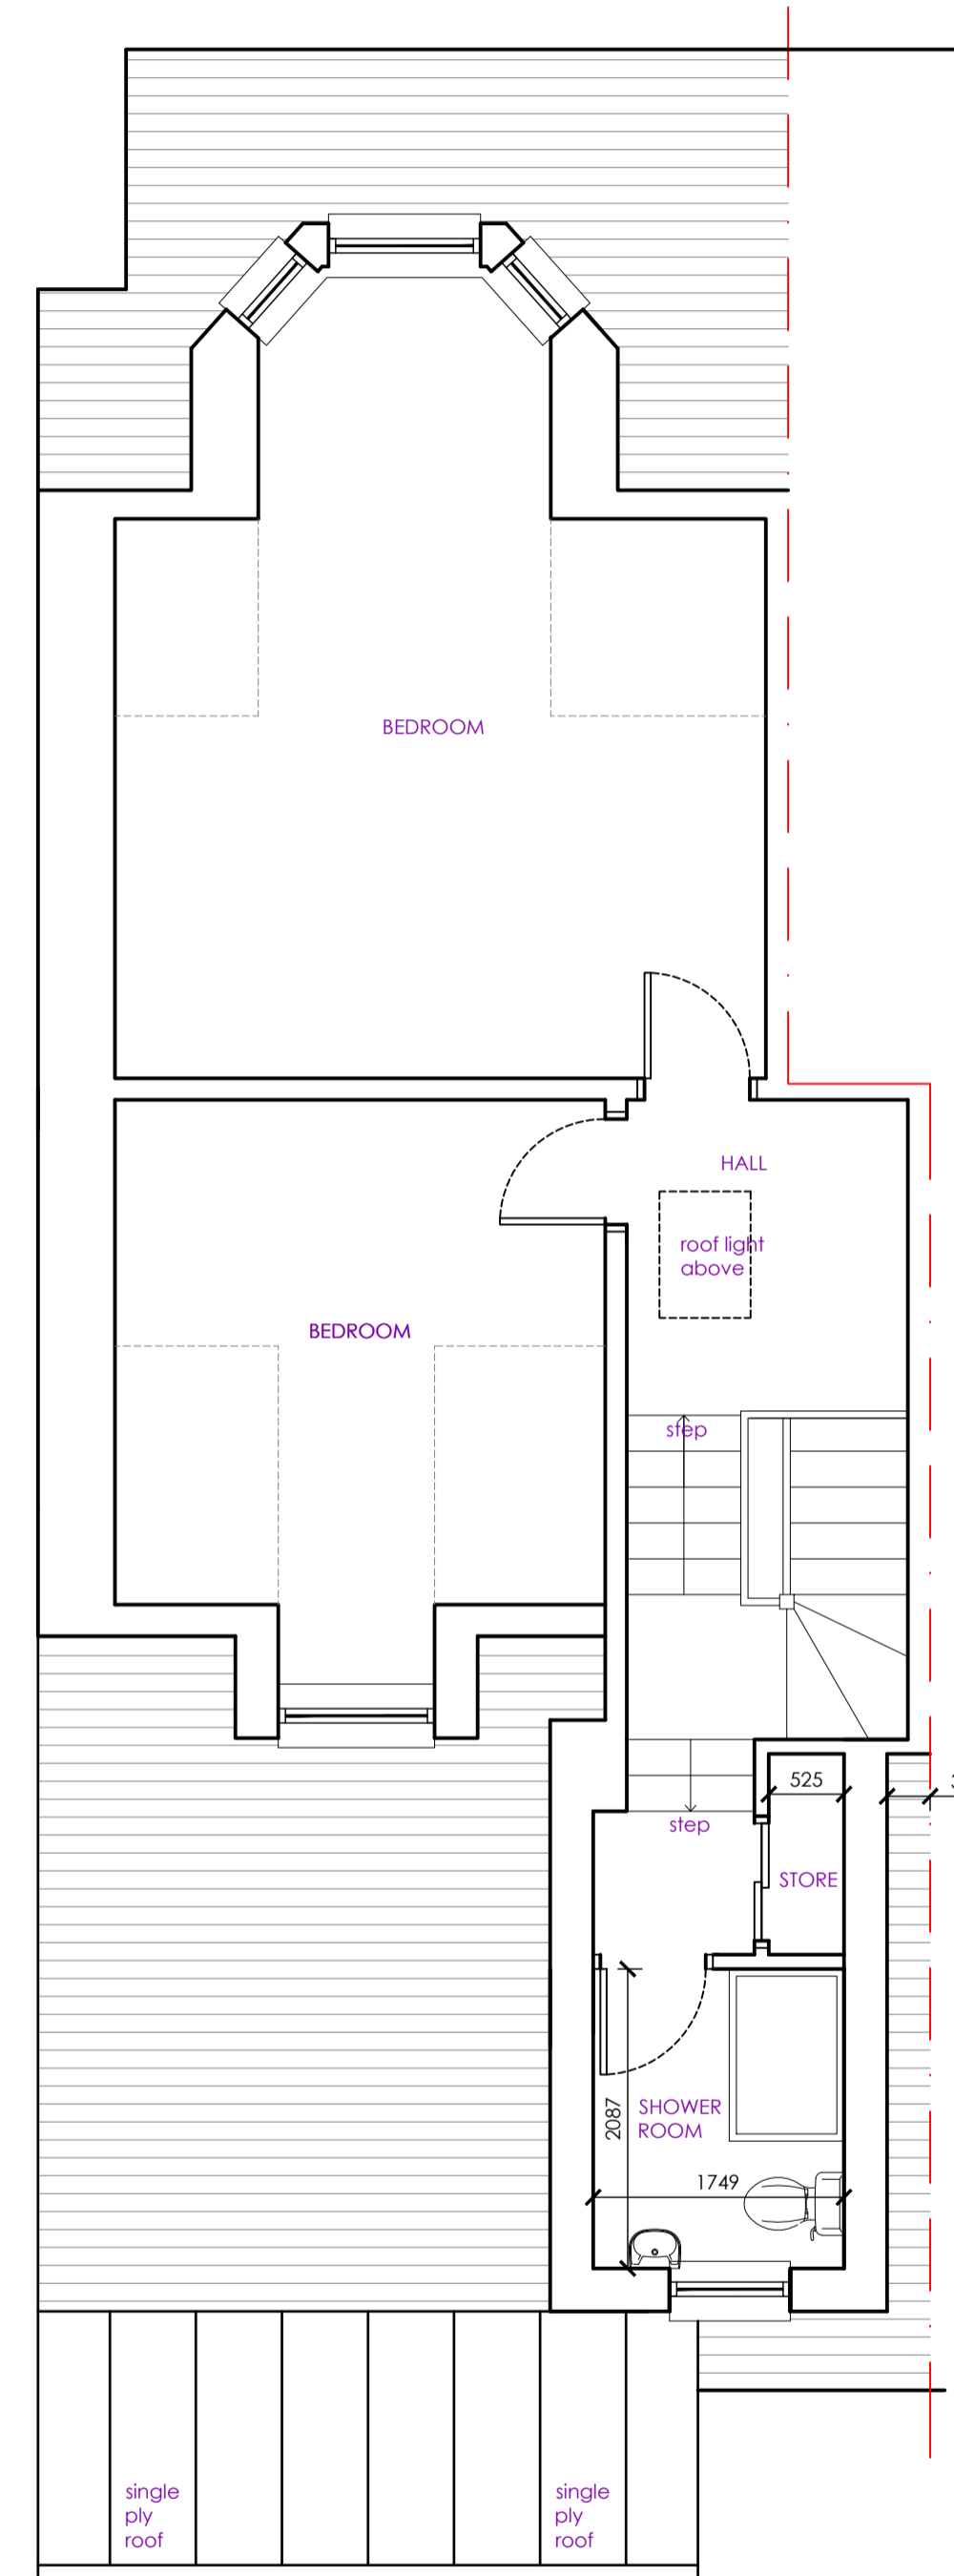 BEDROOM
HALL
roof light
above
BEDROOM
step
525
step
STORE
2087
SHOWER
ROOM
1749
single
ply
roof
single
ply
roof